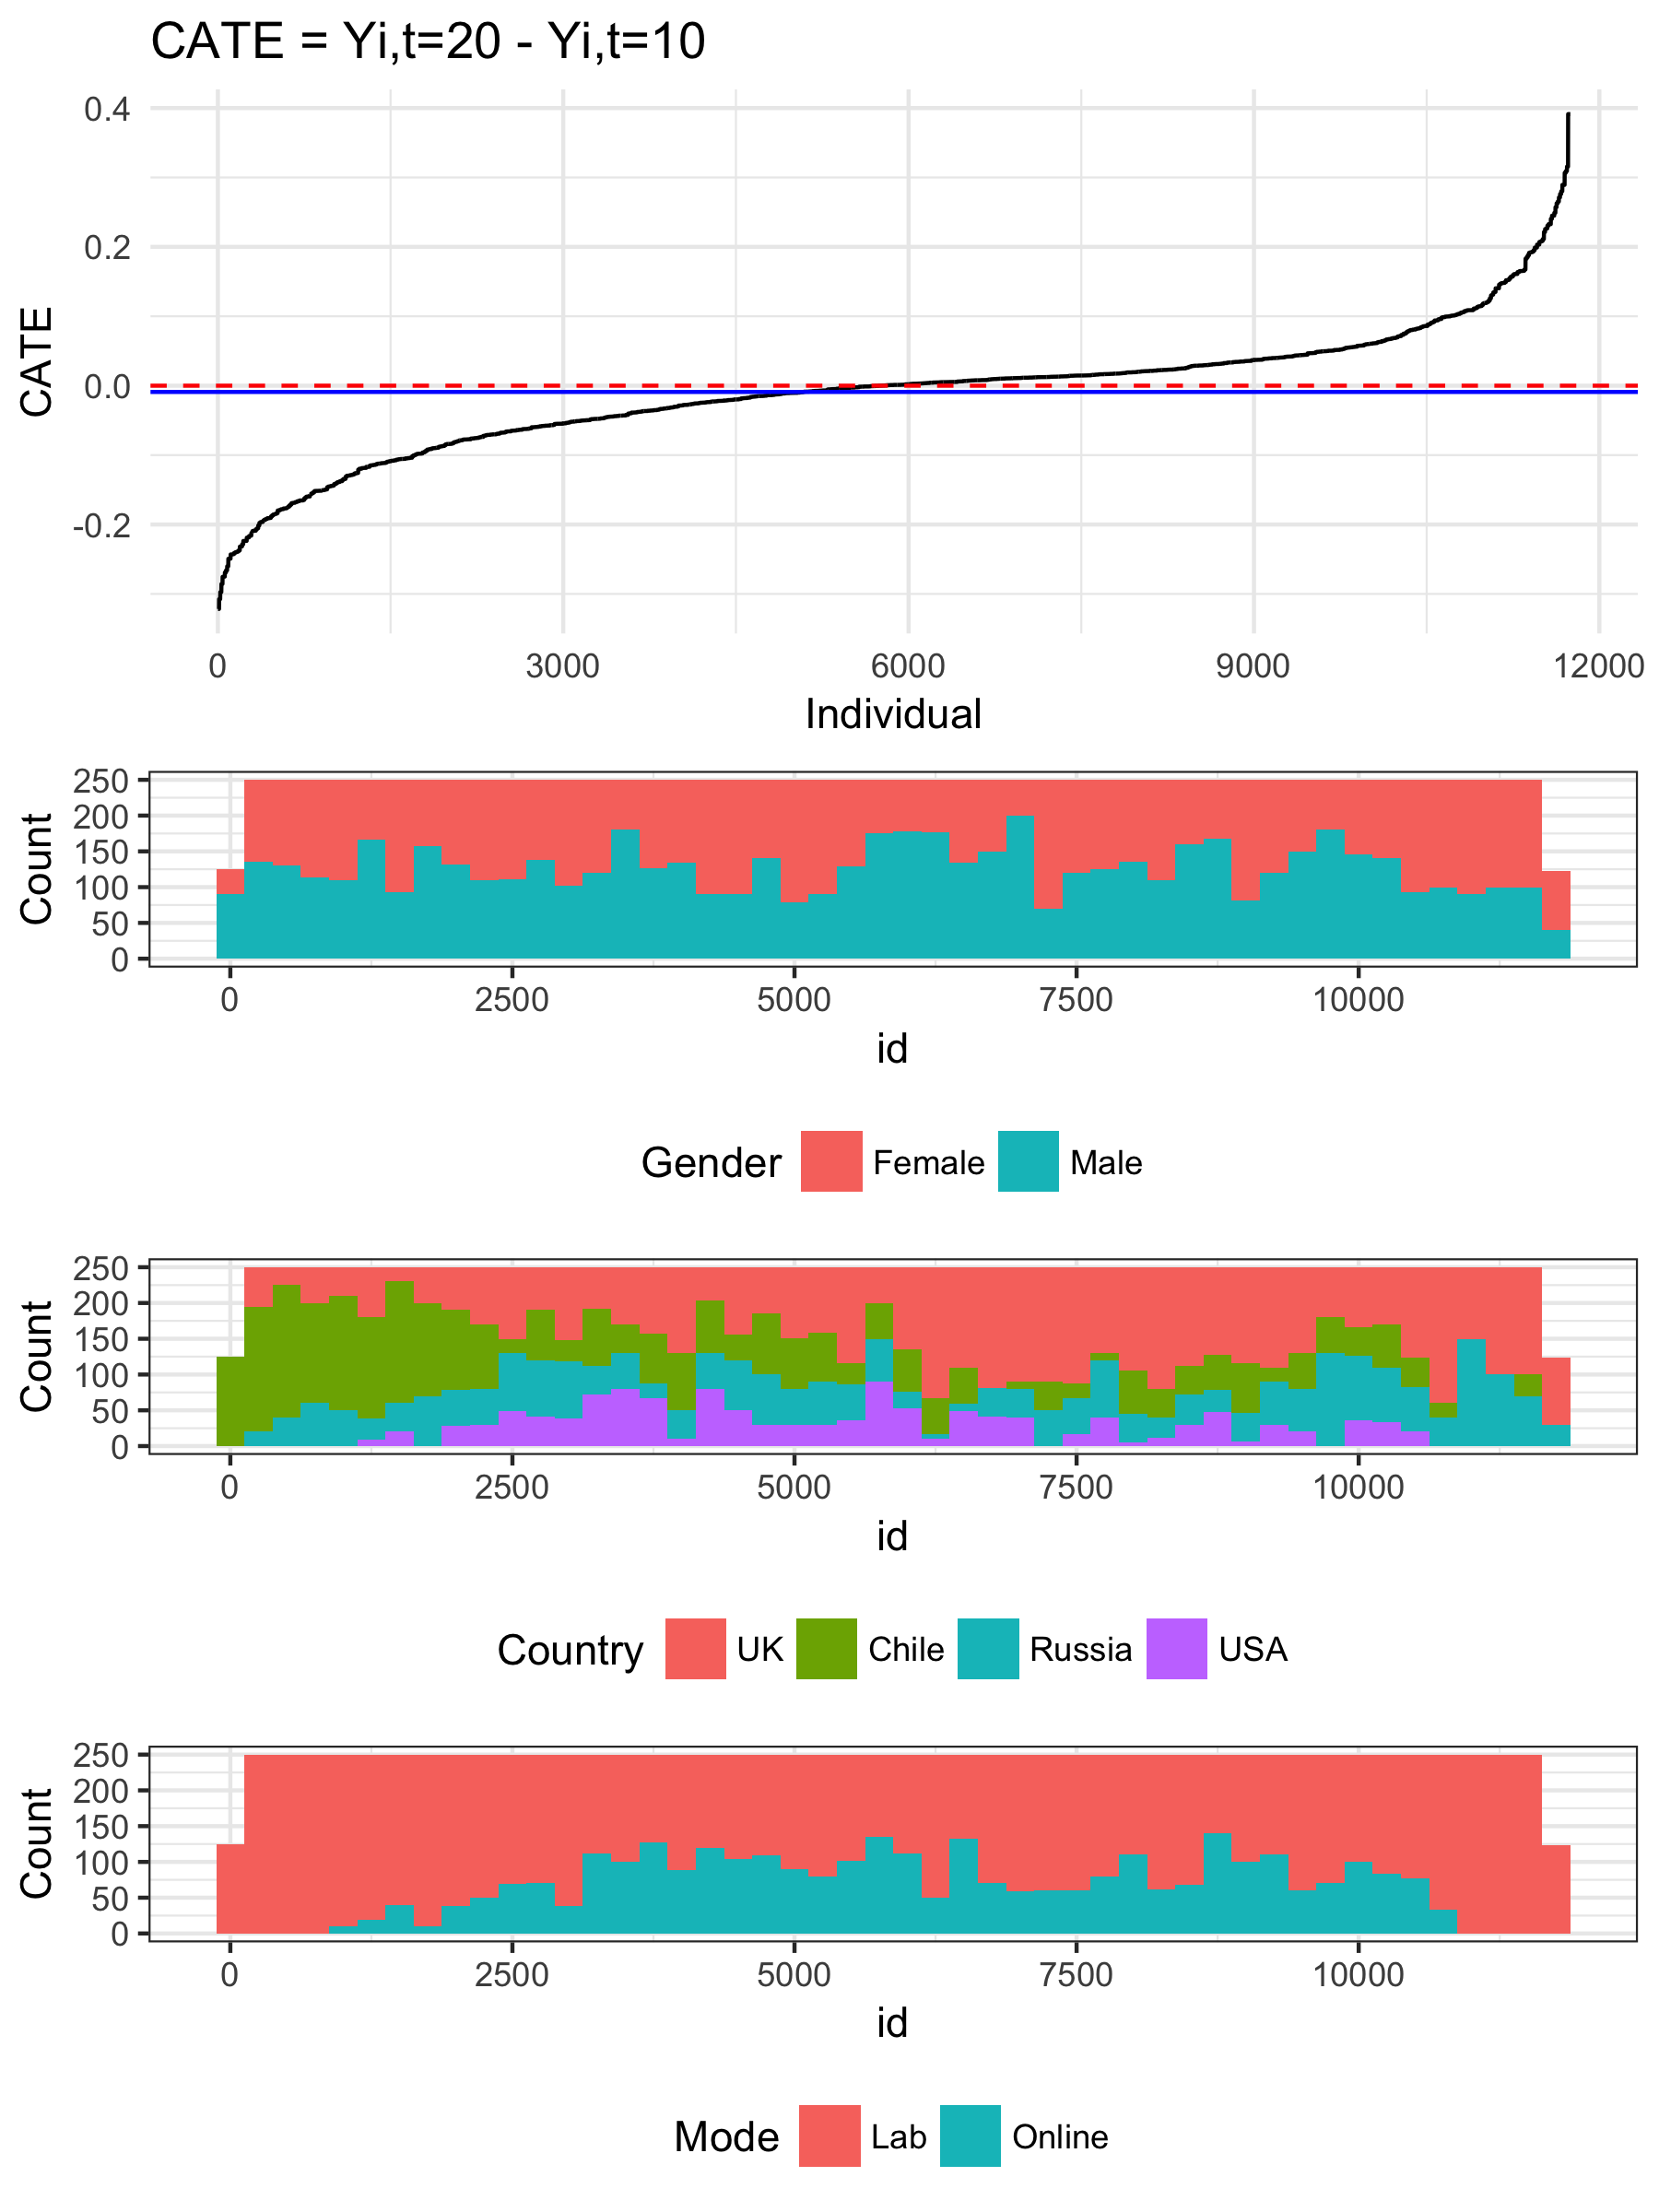 CATE = Yi,t=20 - Yi,t=10
CATE
0.4
0.2
0.0
-0.2
0 3000 6000 9000 12000
Individual
Count
250
200
150
100
50
0
0 2500 5000 7500 10000
id
Gender Female Male
Count
250
200
150
100
50
0
0 2500 5000 7500 10000
id
Country UK Chile Russia USA
Count
250
200
150
100
50
0
0 2500 5000 7500 10000
id
Mode Lab Online